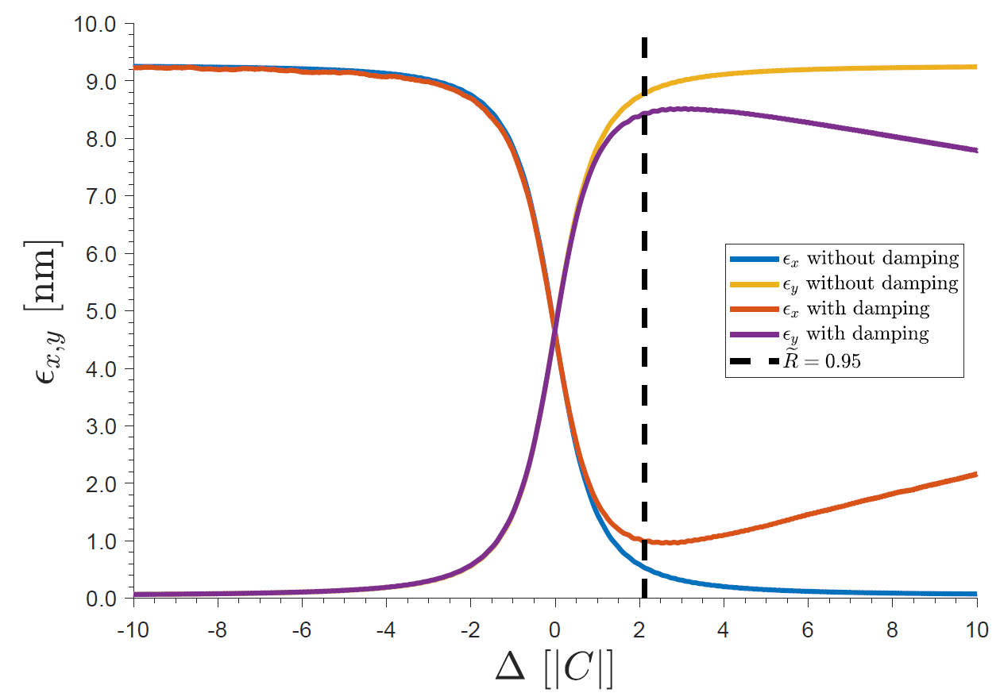 10.0
9.0
8.0
7.0
6.0
5.0
4.0
3.0
2.0
1.0
0.0
ϵx,y [nm]
ϵx without damping
ϵy without damping
ϵx with damping
ϵy with damping
R̃ = 0.95
-10 -8 -6 -4 -2 0 2 4 6 8 10
Δ [|C|]